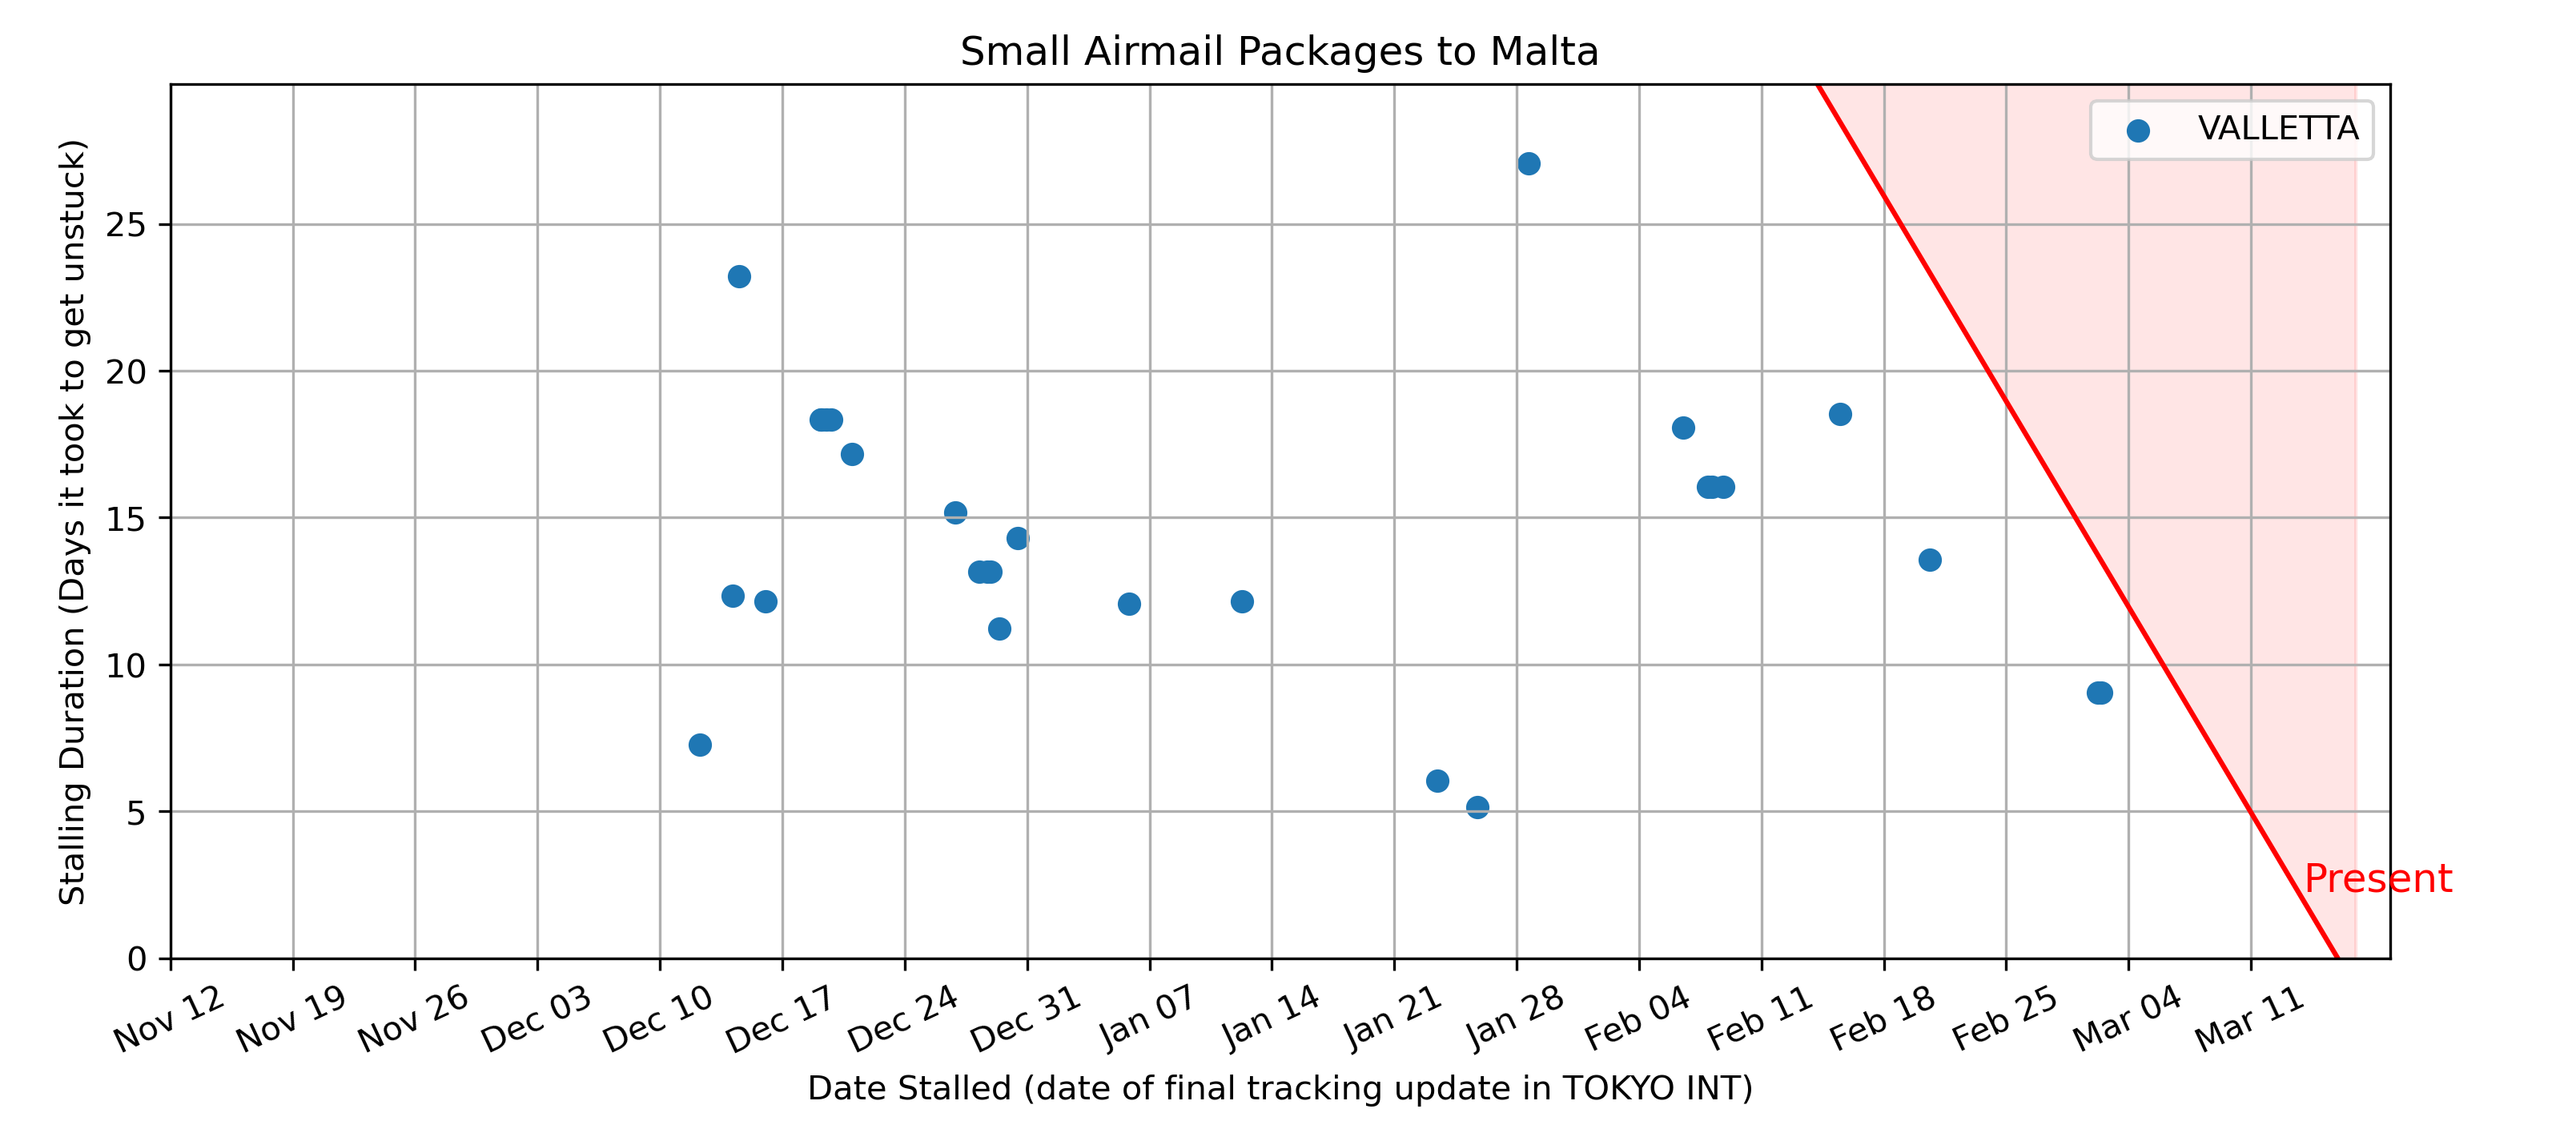 Small Airmail Packages to Malta
VALLETTA
Stalling Duration (Days it took to get unstuck)
25
20
15
10
5
0
Present
Nov 12
Nov 19
Nov 26
Dec 03
Dec 10
Dec 17
Dec 24
Dec 31
Jan 07
Jan 14
Jan 21
Jan 28
Feb 04
Feb 11
Feb 18
Feb 25
Mar 04
Mar 11
Date Stalled (date of final tracking update in TOKYO INT)